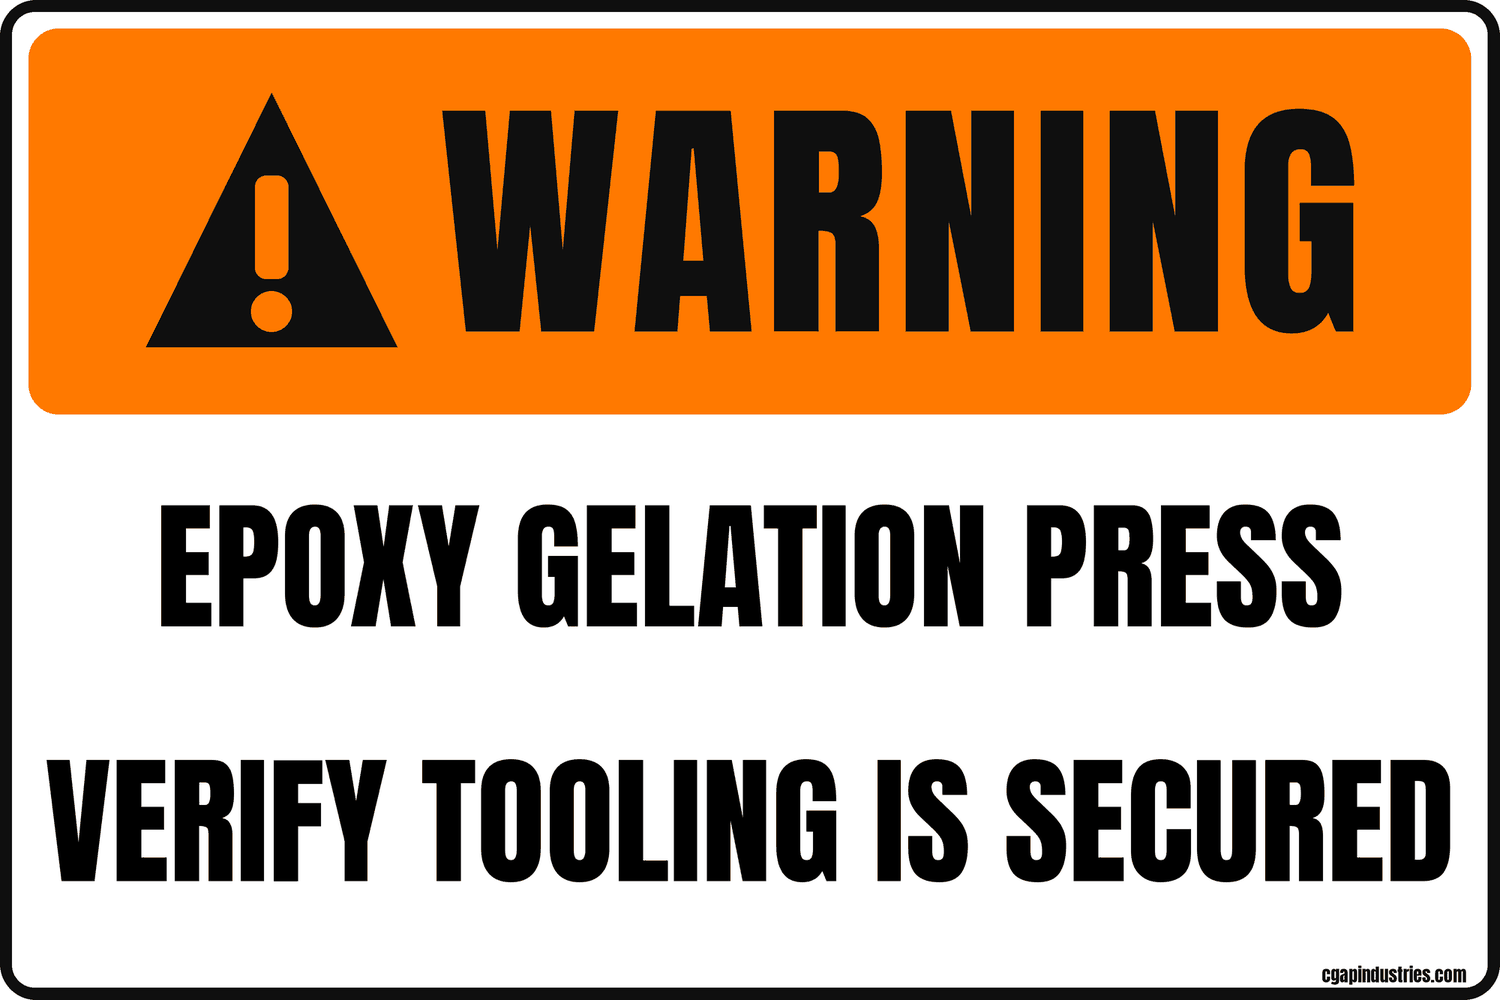 WARNING
EPOXY GELATION PRESS
VERIFY TOOLING IS SECURED
cgapindustries.com